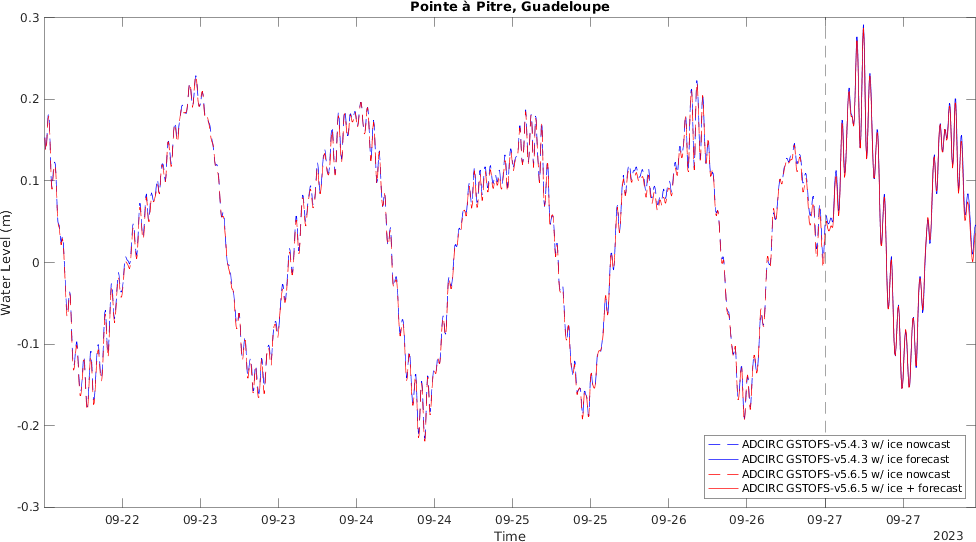 Pointe à Pitre, Guadeloupe
0.3
0.2
0.1
0
-0.1
-0.2
-0.3
Water Level (m)
ADCIRC GSTOFS-v5.4.3 w/ ice nowcast
ADCIRC GSTOFS-v5.4.3 w/ ice forecast
ADCIRC GSTOFS-v5.6.5 w/ ice nowcast
ADCIRC GSTOFS-v5.6.5 w/ ice + forecast
09-22 09-23 09-23 09-24 09-24 09-25 09-25 09-26 09-26 09-27 09-27
Time
2023